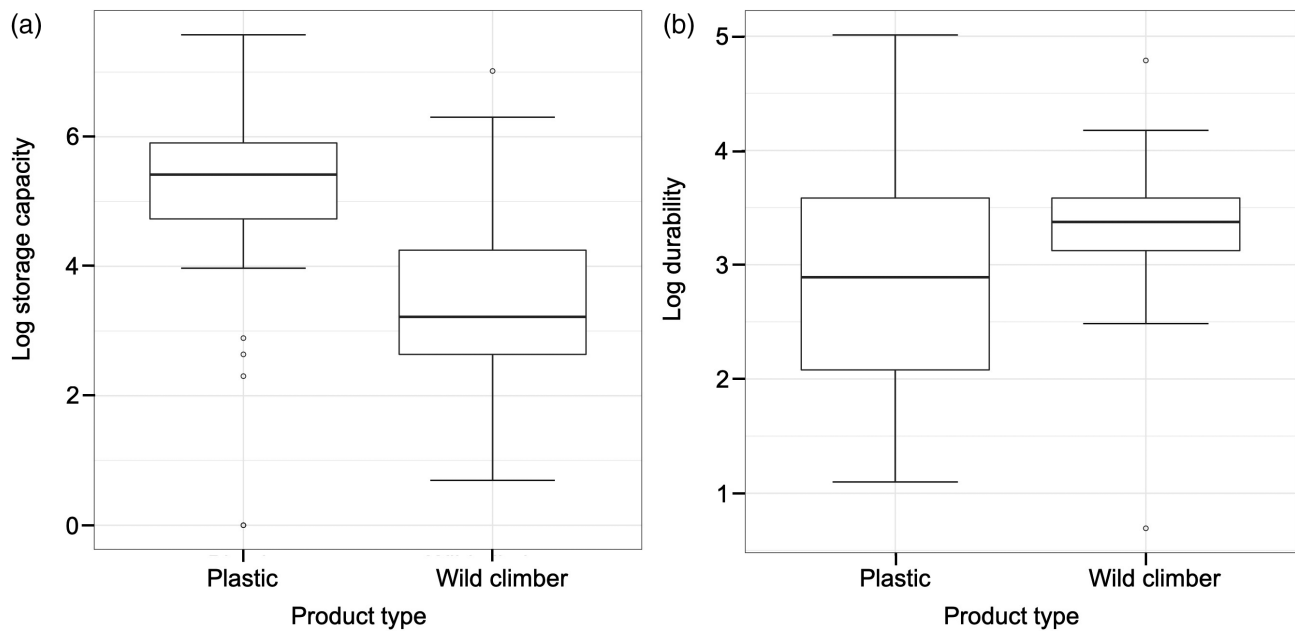 (a)
Log storage capacity
6
4
2
0
Plastic
Wild climber
Product type
(b)
Log durability
5
4
3
2
1
Plastic
Wild climber
Product type